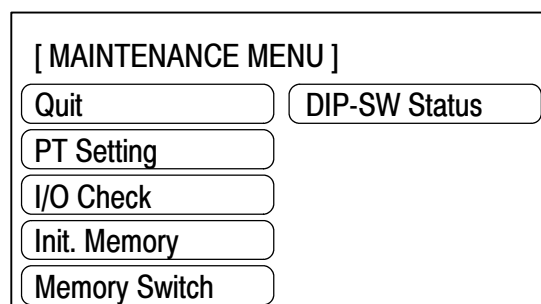 [ MAINTENANCE MENU ]
Quit DIP-SW Status
PT Setting
I/O Check
Init. Memory
Memory Switch